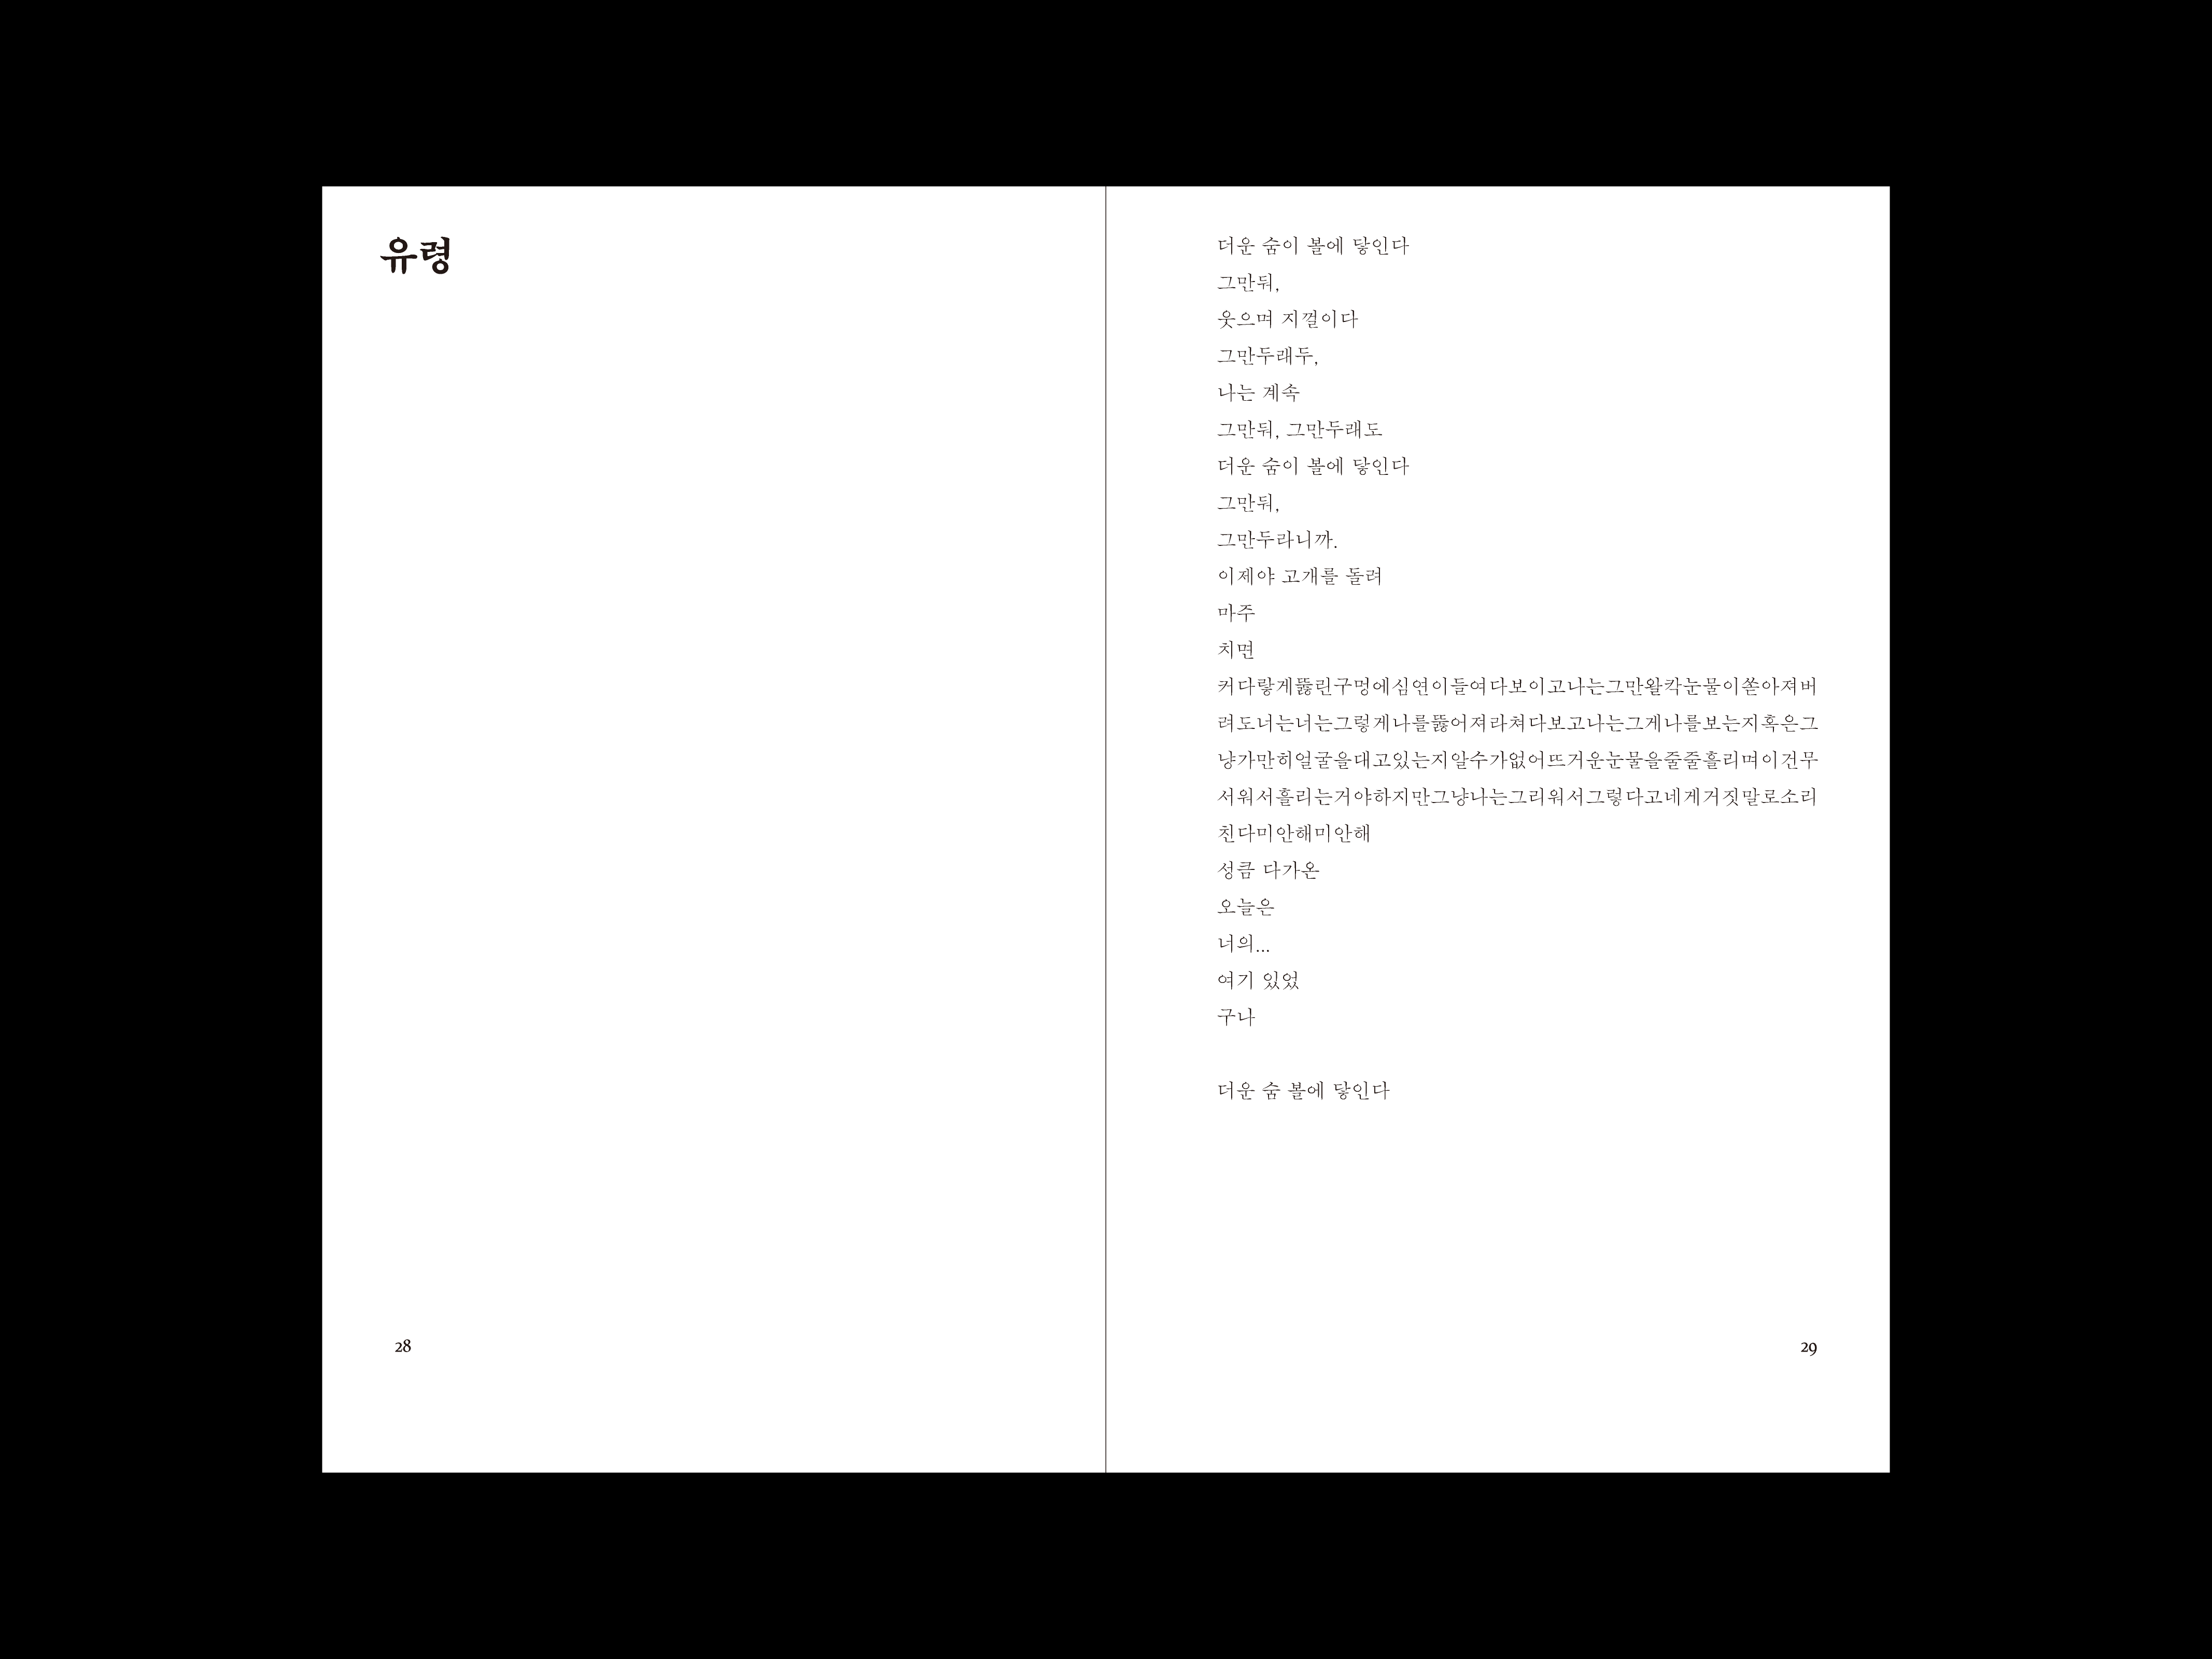 유령
더운 숨이 볼에 닿인다
그만둬,
웃으며 지껄이다
그만두래두,
나는 계속
그만둬, 그만두래도
더운 숨이 볼에 닿인다
그만둬,
그만두라니까.
이제야 고개를 돌려
마주
치면
커다랗게뚫린구멍에심연이들여다보이고나는그만왈칵눈물이쏟아져버
려도너는너는그렇게나를뚫어져라쳐다보고나는그게나를보는지혹은그
냥가만히얼굴을대고있는지알수가없어뜨거운눈물을줄줄흘리며이건무
서워서흘리는거야하지만그냥나는그리워서그렇다고네게거짓말로소리
친다미안해미안해
성큼 다가온
오늘은
너의...
여기 있었
구나
더운 숨 볼에 닿인다
28
29